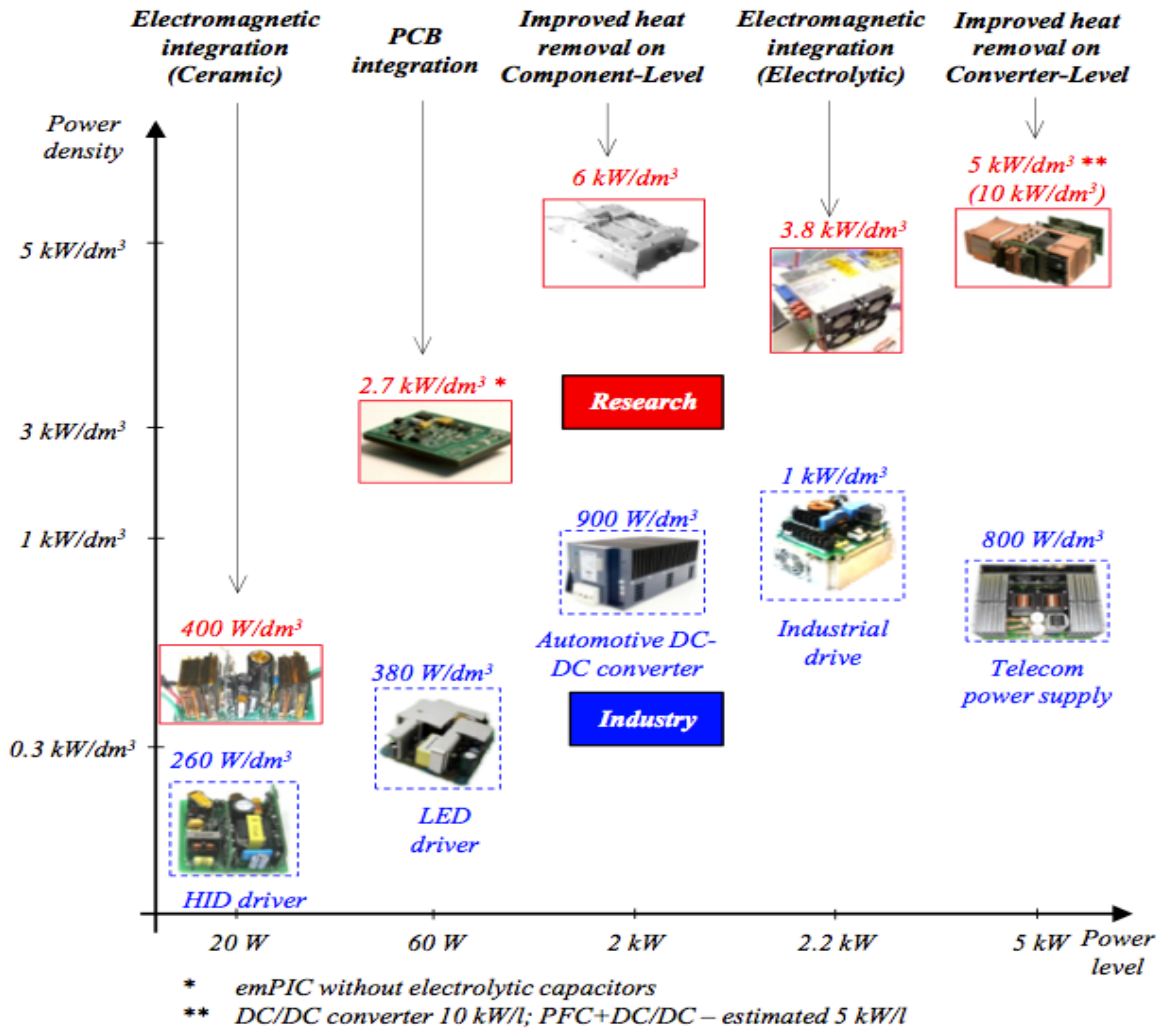 Electromagnetic
integration
(Ceramic)
PCB
integration
Improved heat
removal on
Component-Level
Electromagnetic
integration
(Electrolytic)
Improved heat
removal on
Converter-Level
Power
density
5 kW/dm³
3 kW/dm³
1 kW/dm³
0.3 kW/dm³
6 kW/dm³
3.8 kW/dm³
5 kW/dm³ **
(10 kW/dm³)
2.7 kW/dm³ *
Research
400 W/dm³
260 W/dm³
HID driver
380 W/dm³
LED
driver
900 W/dm³
Automotive DC-
DC converter
Industry
1 kW/dm³
Industrial
drive
800 W/dm³
Telecom
power supply
20 W
60 W
2 kW
2.2 kW
5 kW
Power
level
* emPIC without electrolytic capacitors
** DC/DC converter 10 kW/l; PFC+DC/DC – estimated 5 kW/l